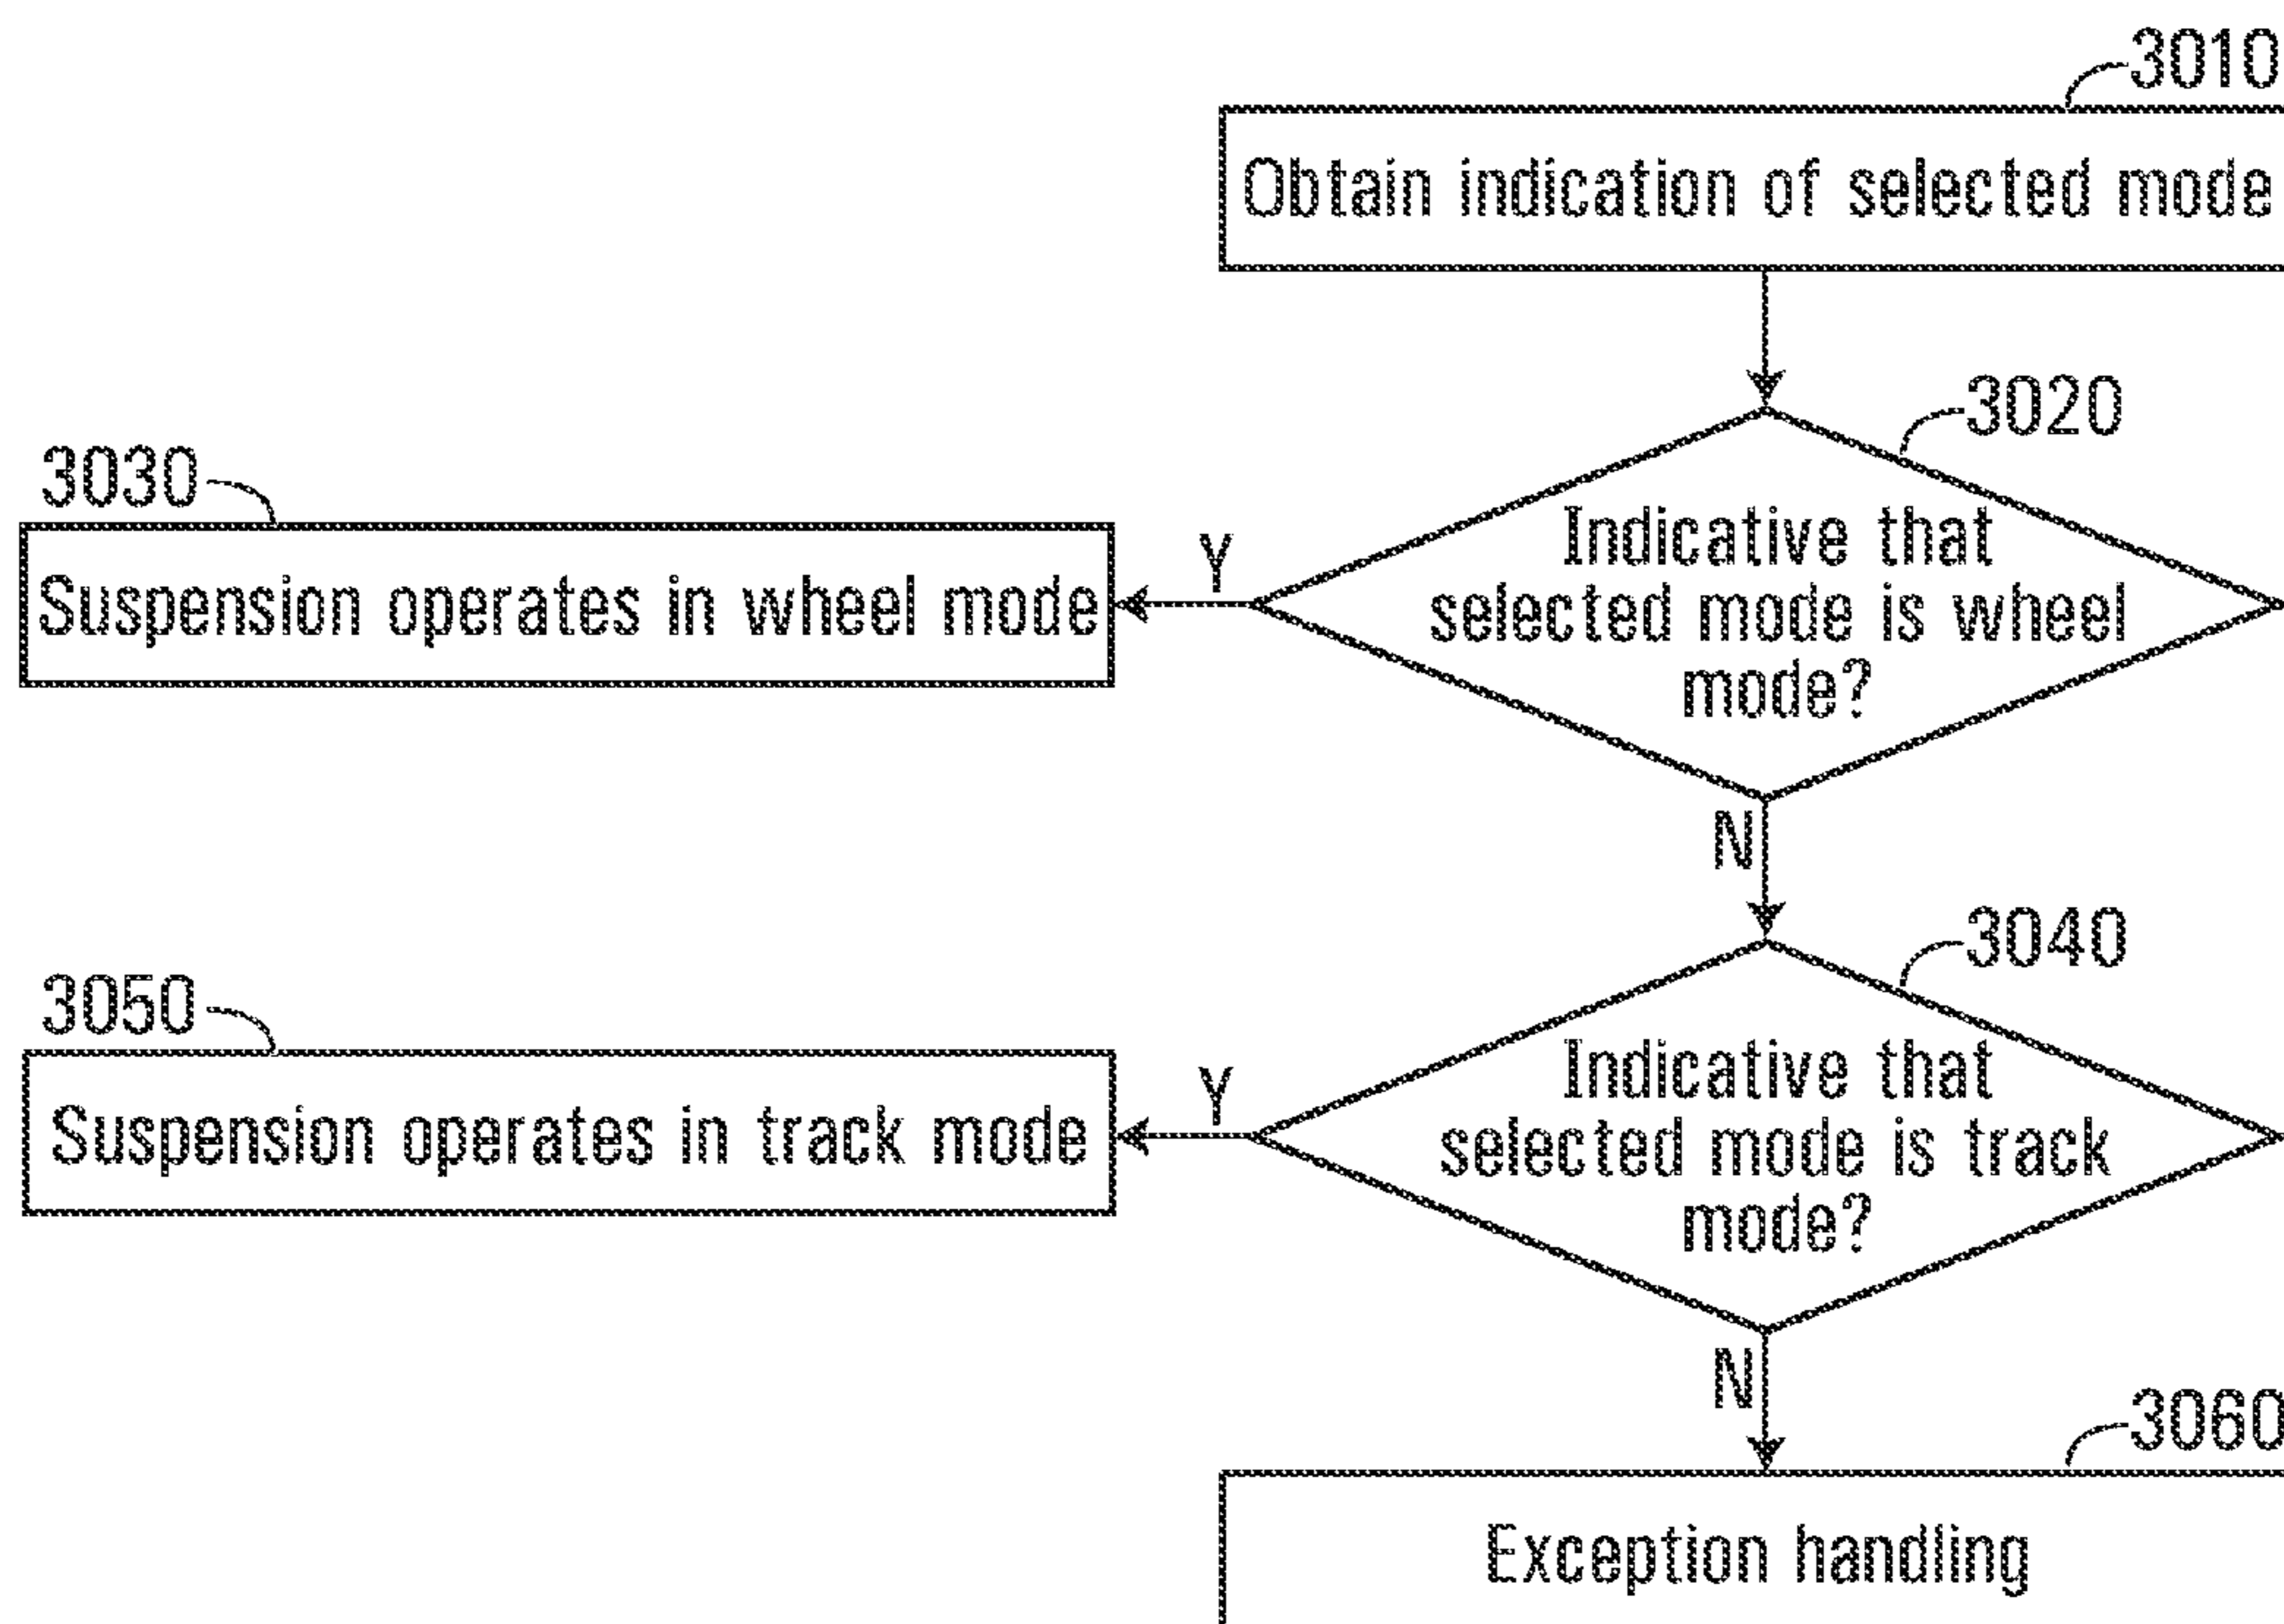 3010
Obtain indication of selected mode
3020
Indicative that
selected mode is wheel
mode?
Y
3030
Suspension operates in wheel mode
N
3040
Indicative that
selected mode is track
mode?
Y
3050
Suspension operates in track mode
N
3060
Exception handling